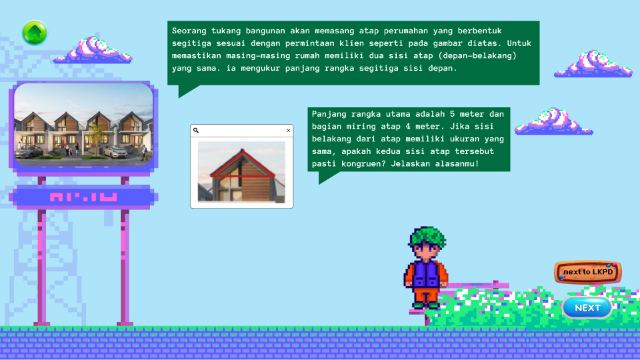 Seorang tukang bangunan akan memasang atap perumahan yang berbentuk
segitiga sesuai dengan permintaan klien seperti pada gambar diatas. Untuk
memastikan masing-masing rumah memiliki dua sisi atap (depan-belakang)
yang sama. ia mengukur panjang rangka segitiga sisi depan.
Panjang rangka utama adalah 5 meter dan
bagian miring atap 4 meter. Jika sisi
belakang dari atap memiliki ukuran yang
sama, apakah kedua sisi atap tersebut
pasti kongruen? Jelaskan alasanmu!
next to LKPD
NEXT